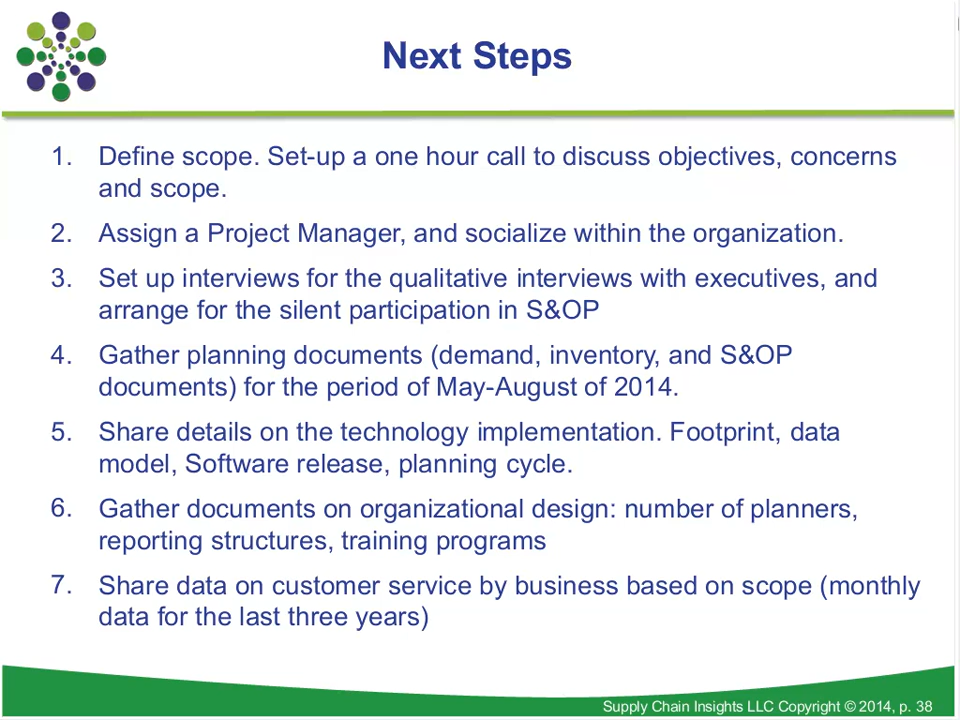 Next Steps
1. Define scope. Set-up a one hour call to discuss objectives, concerns
and scope.
2. Assign a Project Manager, and socialize within the organization.
3. Set up interviews for the qualitative interviews with executives, and
arrange for the silent participation in S&OP
4. Gather planning documents (demand, inventory, and S&OP
documents) for the period of May-August of 2014.
5. Share details on the technology implementation. Footprint, data
model, Software release, planning cycle.
6. Gather documents on organizational design: number of planners,
reporting structures, training programs
7. Share data on customer service by business based on scope (monthly
data for the last three years)
Supply Chain Insights LLC Copyright © 2014, p. 38